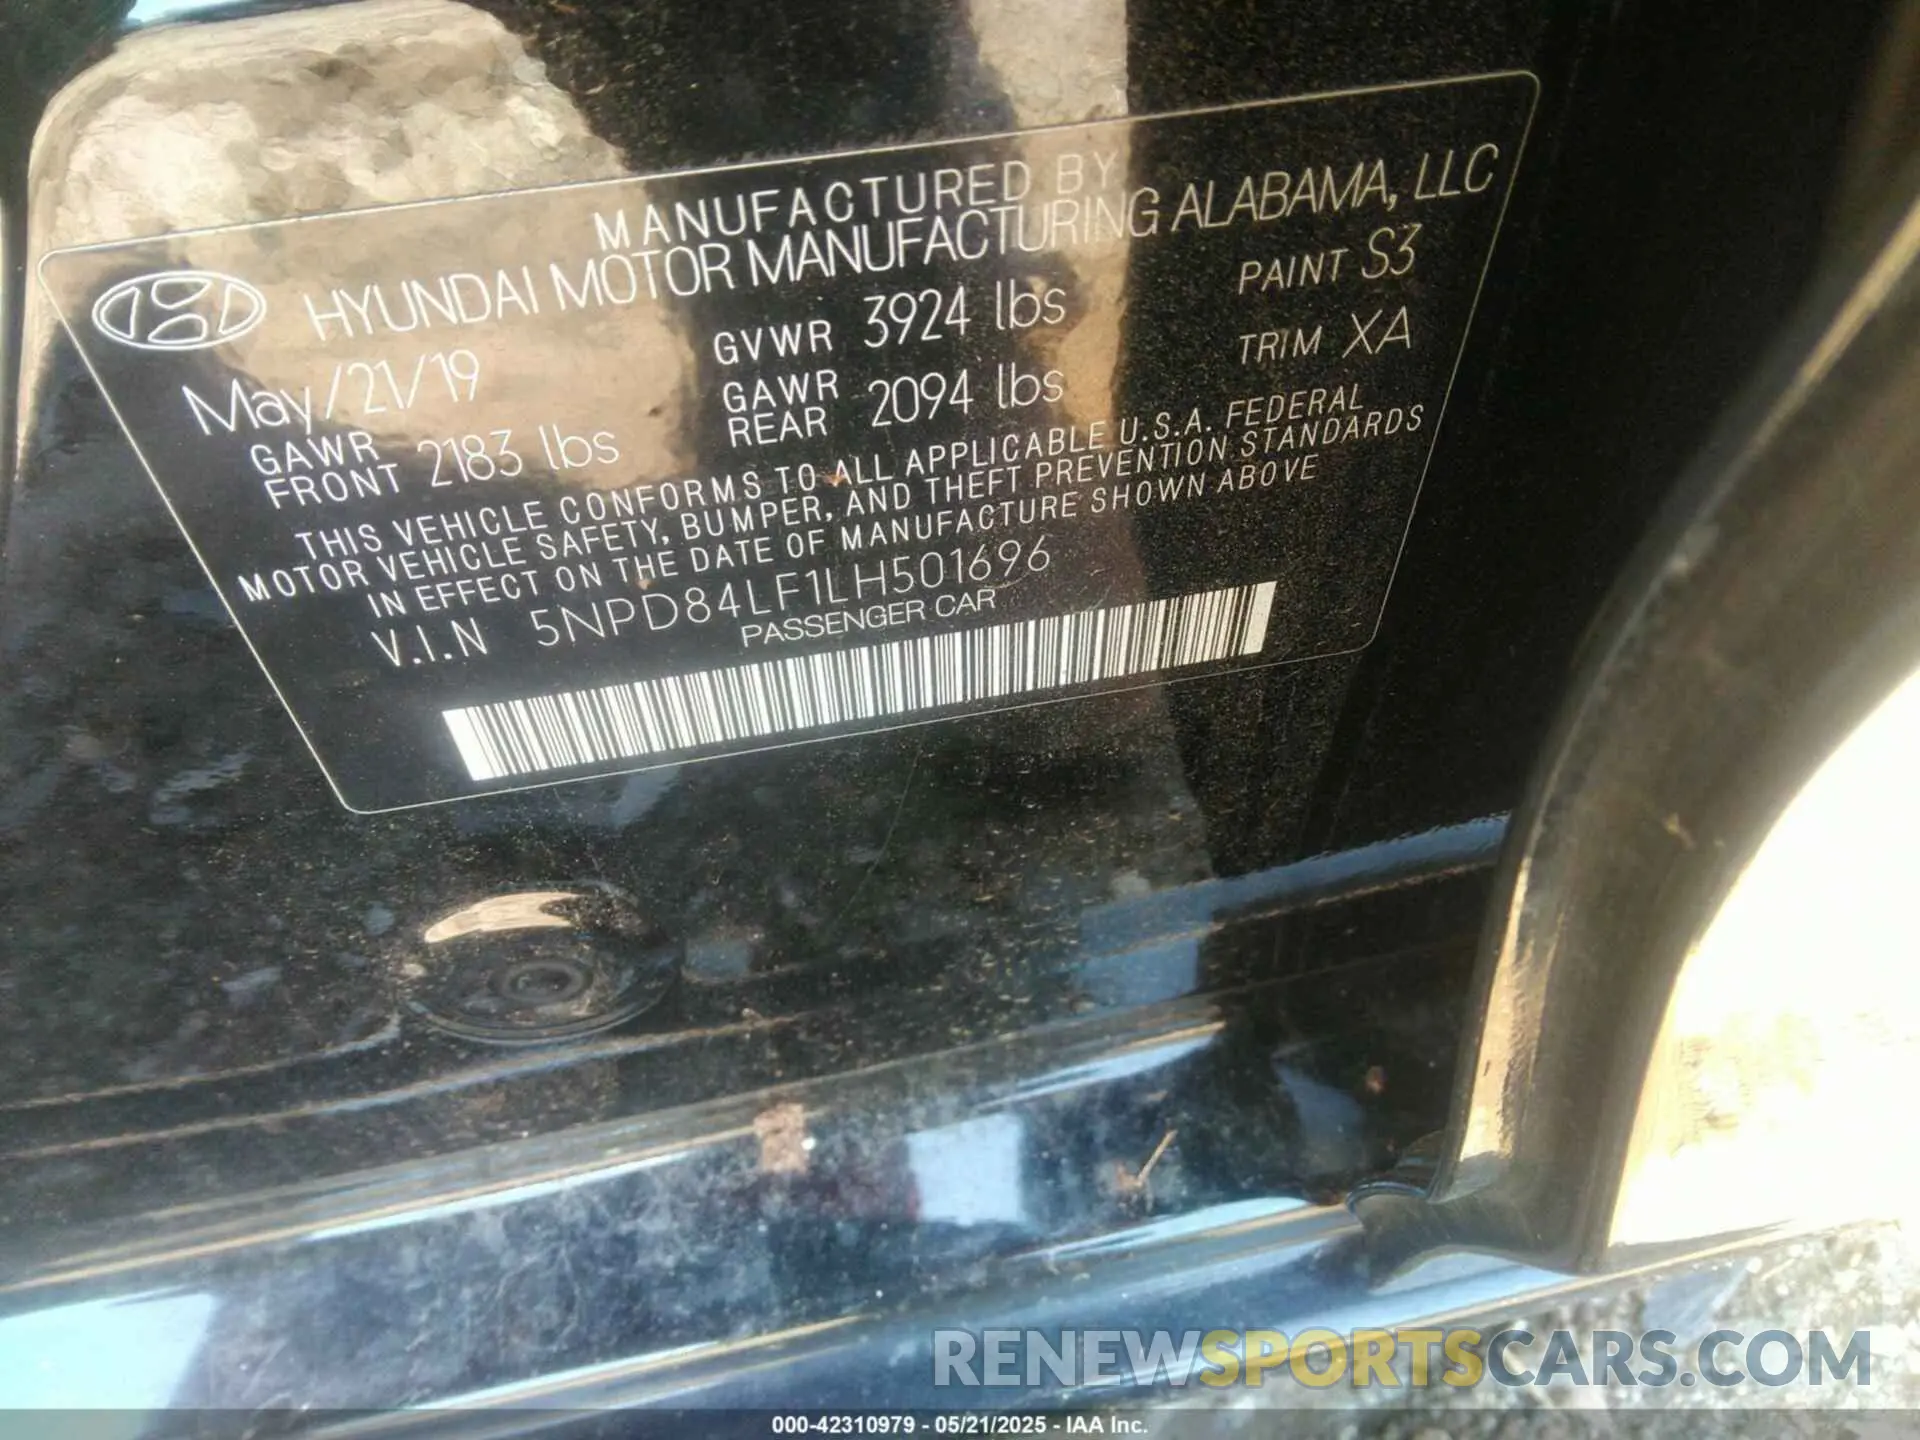 MANUFACTURED BY
HYUNDAI MOTOR MANUFACTURING ALABAMA, LLC
May/21/19 GVWR 3924 lbs PAINT S3
GAWR FRONT 2183 lbs GAWR REAR 2094 lbs TRIM XA
THIS VEHICLE CONFORMS TO ALL APPLICABLE U.S.A. FEDERAL
MOTOR VEHICLE SAFETY, BUMPER, AND THEFT PREVENTION STANDARDS
IN EFFECT ON THE DATE OF MANUFACTURE SHOWN ABOVE
V.I.N 5NPD84LF1LH501696
PASSENGER CAR
RENEWSPORTSCARS.COM
000-42310979 - 05/21/2025 - IAA Inc.